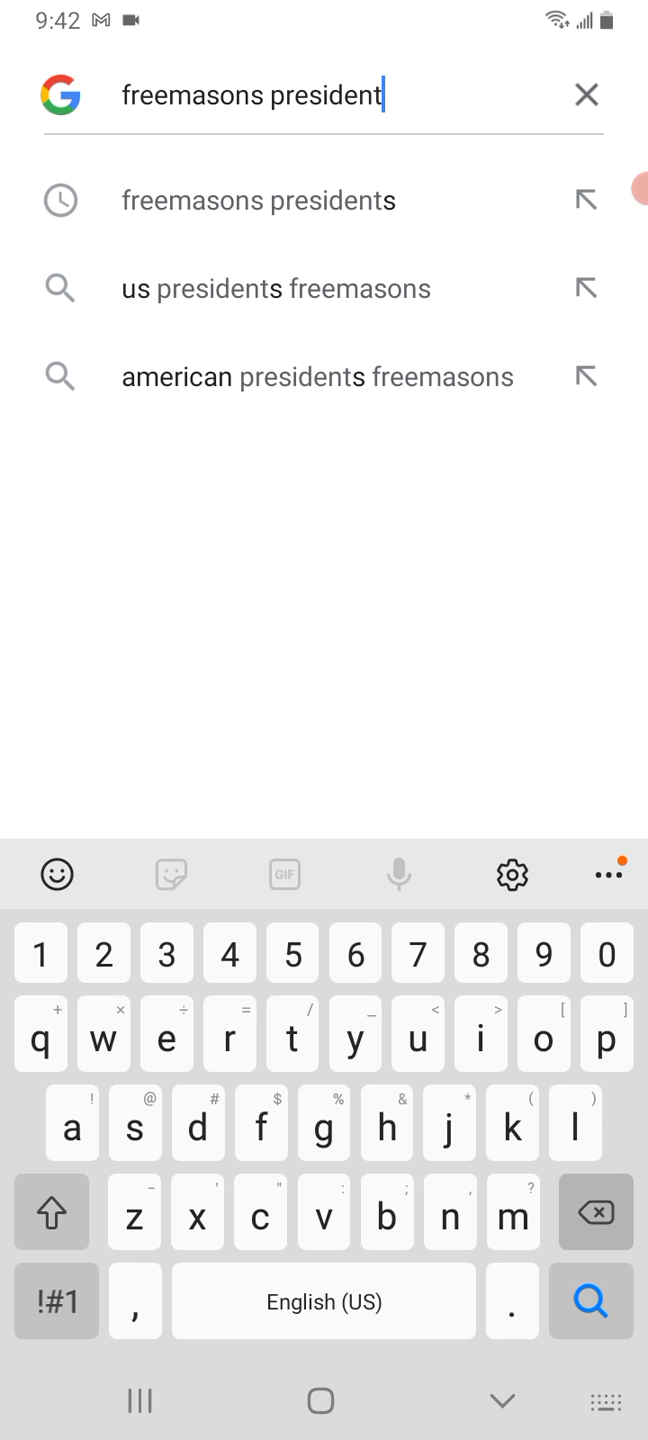 9:42
freemasons president
freemasons presidents
us presidents freemasons
american presidents freemasons
GIF
1 2 3 4 5 6 7 8 9 0
+ × ÷ = / _ < > [ ]
q w e r t y u i o p
! @ # $ % & * ( )
a s d f g h j k l
- ' " : ; , ?
z x c v b n m
!#1 , English (US) .